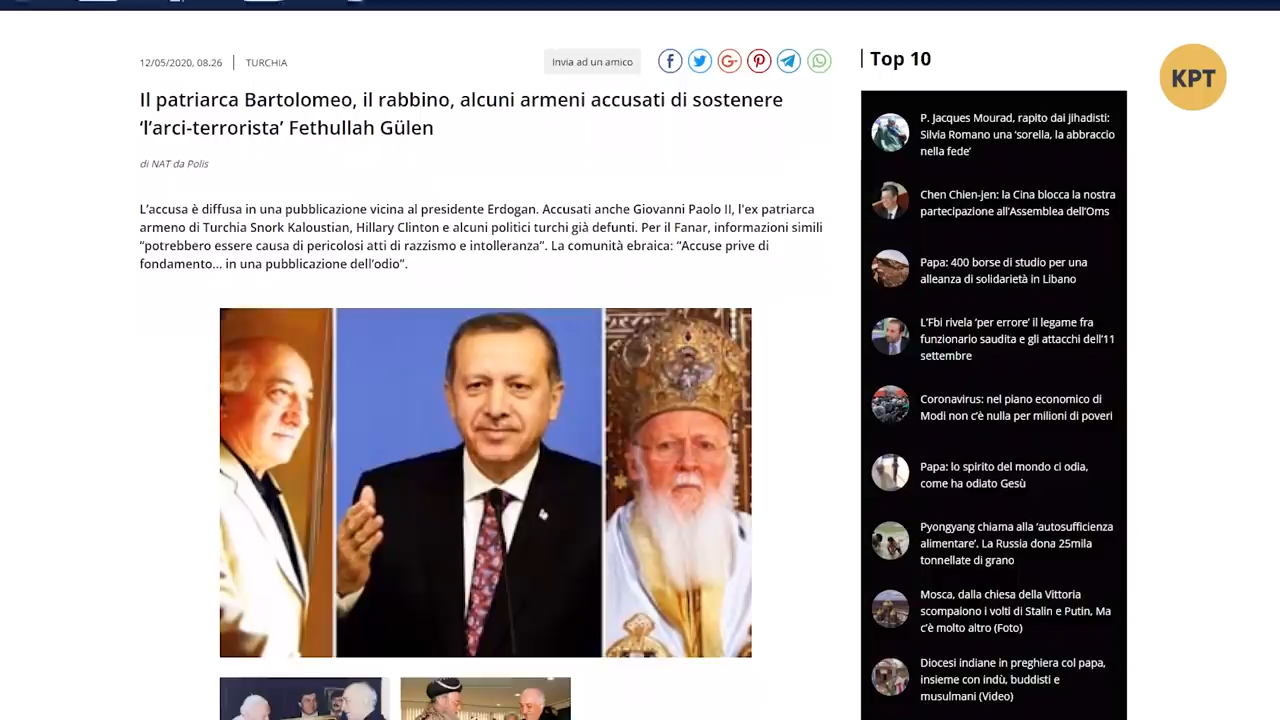 12/05/2020, 08.26 | TURCHIA
Invia ad un amico
Il patriarca Bartolomeo, il rabbino, alcuni armeni accusati di sostenere
‘l’arci-terrorista’ Fethullah Gülen
di NAT da Polis
L’accusa è diffusa in una pubblicazione vicina al presidente Erdogan. Accusati anche Giovanni Paolo II, l'ex patriarca
armeno di Turchia Snork Kaloustian, Hillary Clinton e alcuni politici turchi già defunti. Per il Fanar, informazioni simili
“potrebbero essere causa di pericolosi atti di razzismo e intolleranza”. La comunità ebraica: “Accuse prive di
fondamento... in una pubblicazione dell’odio”.
Top 10
P. Jacques Mourad, rapito dai jihadisti:
Silvia Romano una ‘sorella, la abbraccio
nella fede’
Chen Chien-jen: la Cina blocca la nostra
partecipazione all’Assemblea dell’Oms
Papa: 400 borse di studio per una
alleanza di solidarietà in Libano
L’Fbi rivela ‘per errore’ il legame fra
funzionario saudita e gli attacchi dell’11
settembre
Coronavirus: nel piano economico di
Modi non c’è nulla per milioni di poveri
Papa: lo spirito del mondo ci odia,
come ha odiato Gesù
Pyongyang chiama alla ‘autosufficienza
alimentare’. La Russia dona 25mila
tonnellate di grano
Mosca, dalla chiesa della Vittoria
scompaiono i volti di Stalin e Putin, Ma
c’è molto altro (Foto)
Diocesi indiane in preghiera col papa,
insieme con indù, buddisti e
musulmani (Video)
KPT